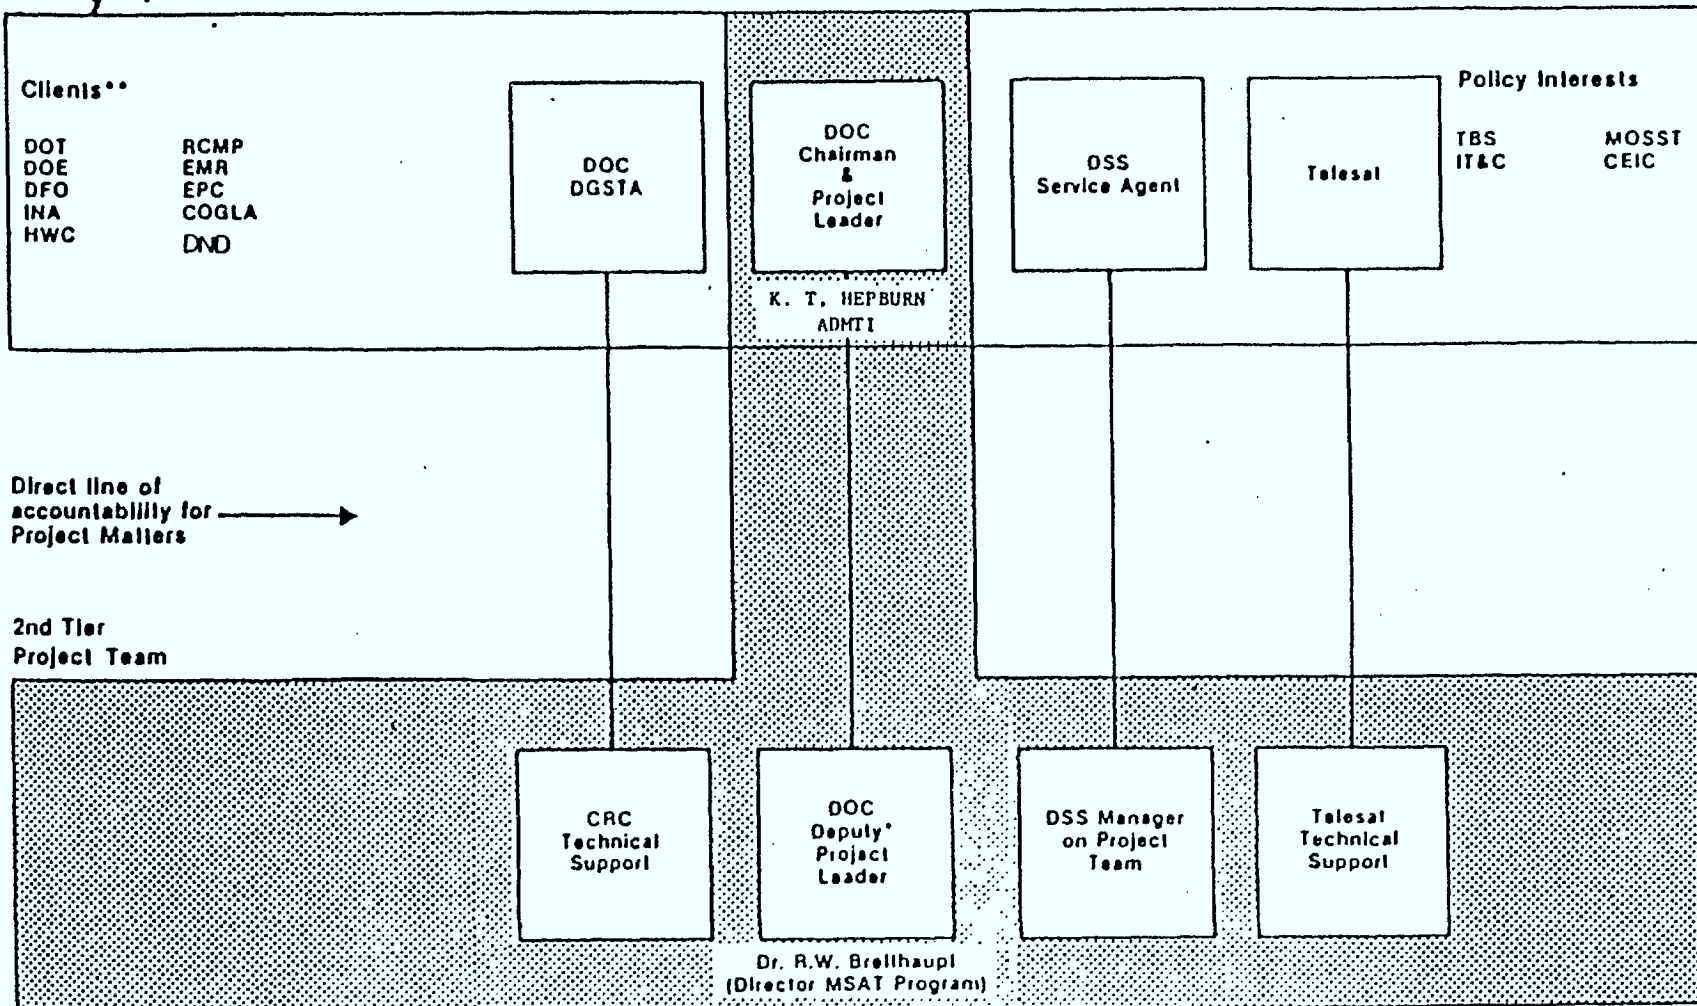 Clients**
DOT RCMP
DOE EMR
DFO EPC
INA COGLA
HWC DND
DOC
DGSTA
DOC
Chairman
&
Project
Leader
K. T. HEPBURN
ADMTI
DSS
Service Agent
Telesat
Policy Interests
TBS MOSST
IT&C CEIC
Direct line of
accountability for
Project Matters
2nd Tier
Project Team
CRC
Technical
Support
DOC
Deputy*
Project
Leader
Dr. R.W. Breithaupt
(Director MSAT Program)
DSS Manager
on Project
Team
Telesat
Technical
Support